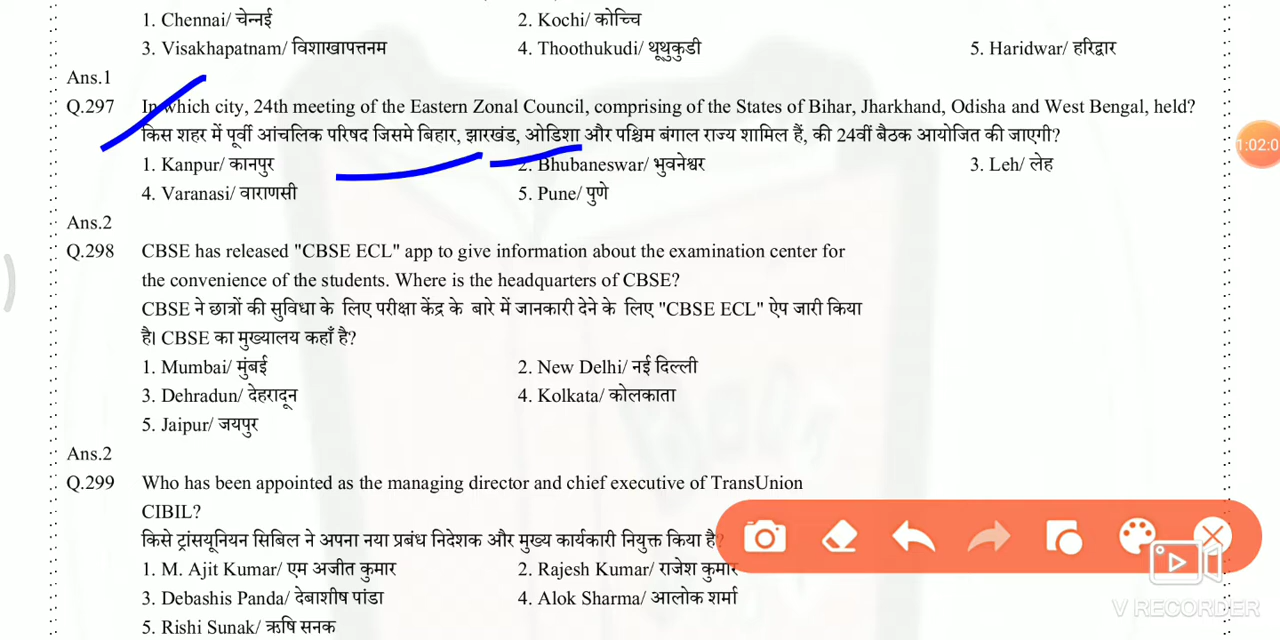 1. Chennai/ चेन्नई 2. Kochi/ कोच्चि
3. Visakhapatnam/ विशाखापत्तनम 4. Thoothukudi/ थूथुकुडी 5. Haridwar/ हरिद्वार
Ans.1
Q.297 In which city, 24th meeting of the Eastern Zonal Council, comprising of the States of Bihar, Jharkhand, Odisha and West Bengal, held?
किस शहर में पूर्वी आंचलिक परिषद जिसमे बिहार, झारखंड, ओडिशा और पश्चिम बंगाल राज्य शामिल हैं, की 24वीं बैठक आयोजित की जाएगी?
1. Kanpur/ कानपुर 2. Bhubaneswar/ भुवनेश्वर 3. Leh/ लेह
4. Varanasi/ वाराणसी 5. Pune/ पुणे
Ans.2
Q.298 CBSE has released "CBSE ECL" app to give information about the examination center for
the convenience of the students. Where is the headquarters of CBSE?
CBSE ने छात्रों की सुविधा के लिए परीक्षा केंद्र के बारे में जानकारी देने के लिए "CBSE ECL" ऐप जारी किया
है। CBSE का मुख्यालय कहाँ है?
1. Mumbai/ मुंबई 2. New Delhi/ नई दिल्ली
3. Dehradun/ देहरादून 4. Kolkata/ कोलकाता
5. Jaipur/ जयपुर
Ans.2
Q.299 Who has been appointed as the managing director and chief executive of TransUnion
CIBIL?
किसे ट्रांसयूनियन सिबिल ने अपना नया प्रबंध निदेशक और मुख्य कार्यकारी नियुक्त किया है?
1. M. Ajit Kumar/ एम अजीत कुमार 2. Rajesh Kumar/ राजेश कुमार
3. Debashis Panda/ देबाशीष पांडा 4. Alok Sharma/ आलोक शर्मा
5. Rishi Sunak/ ऋषि सनक
1:02:0
V RECORDER